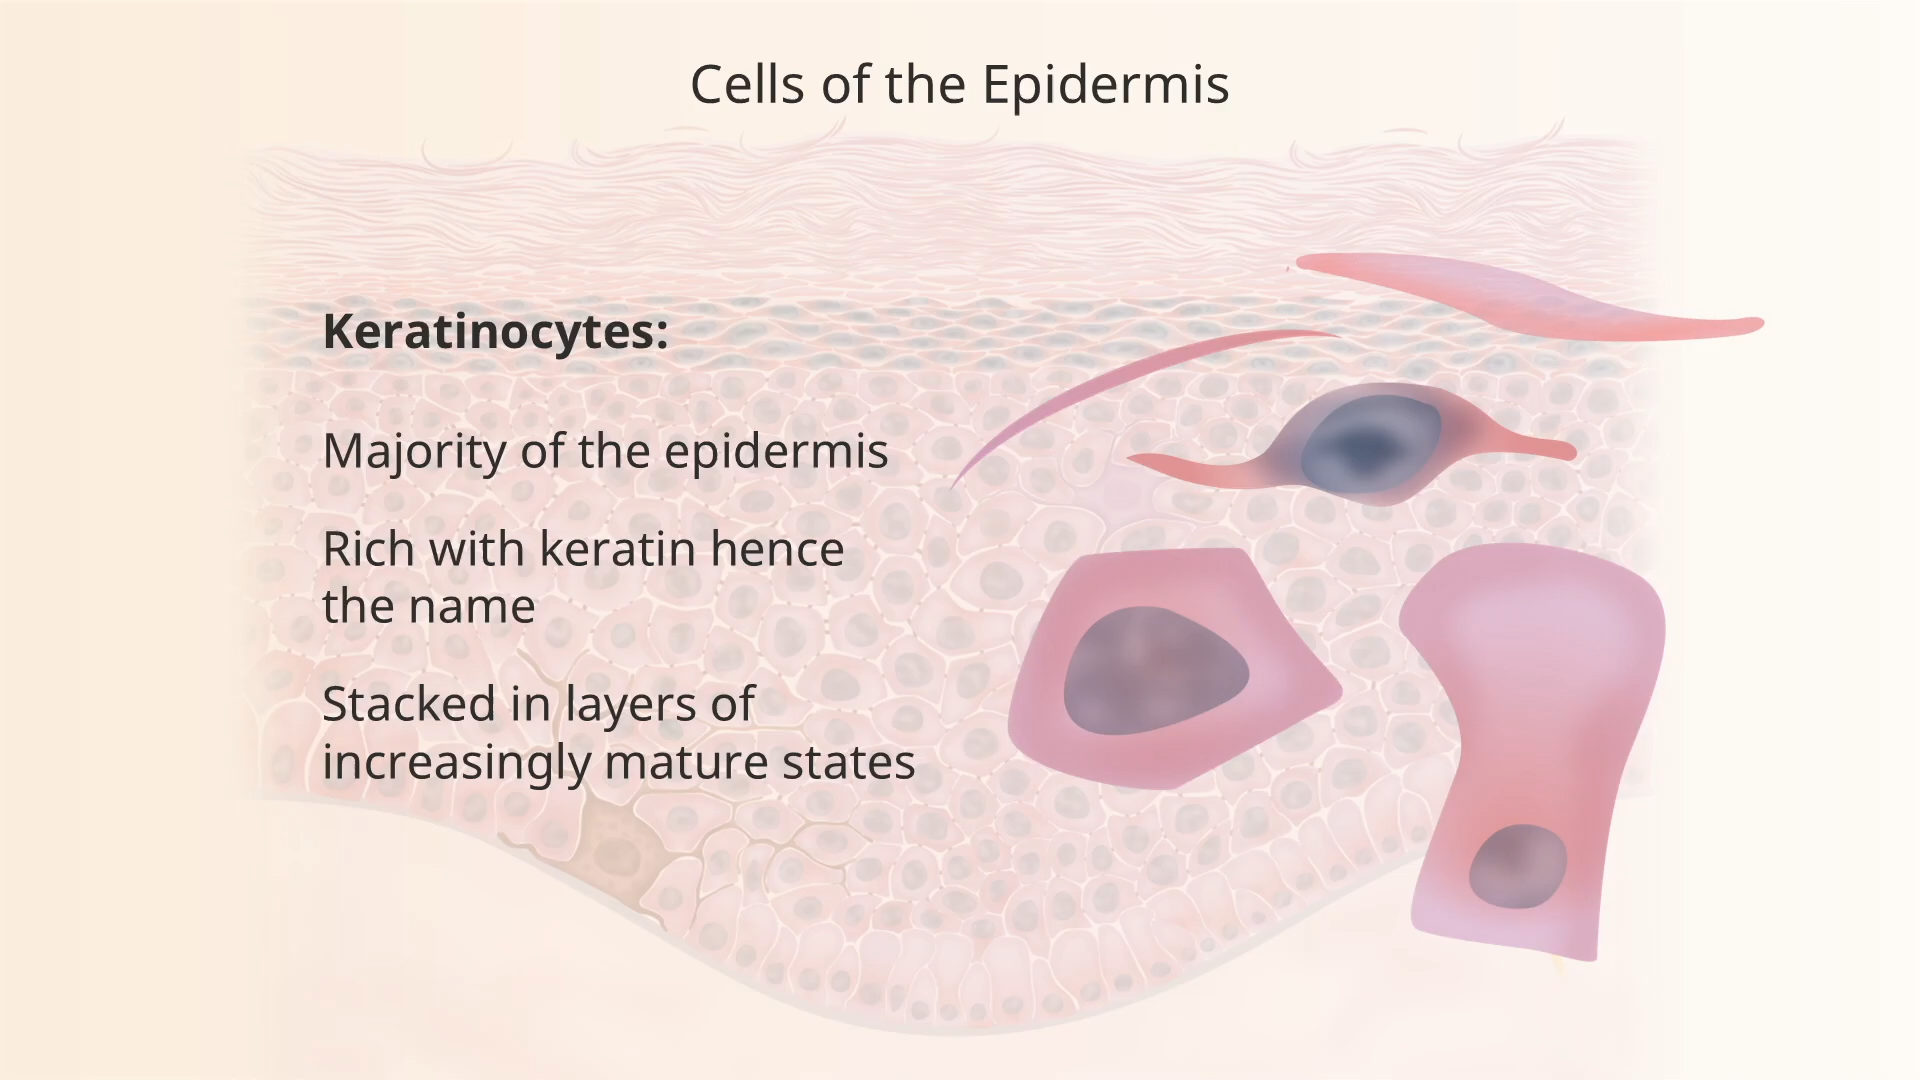 Cells of the Epidermis
Keratinocytes:
Majority of the epidermis
Rich with keratin hence
the name
Stacked in layers of
increasingly mature states